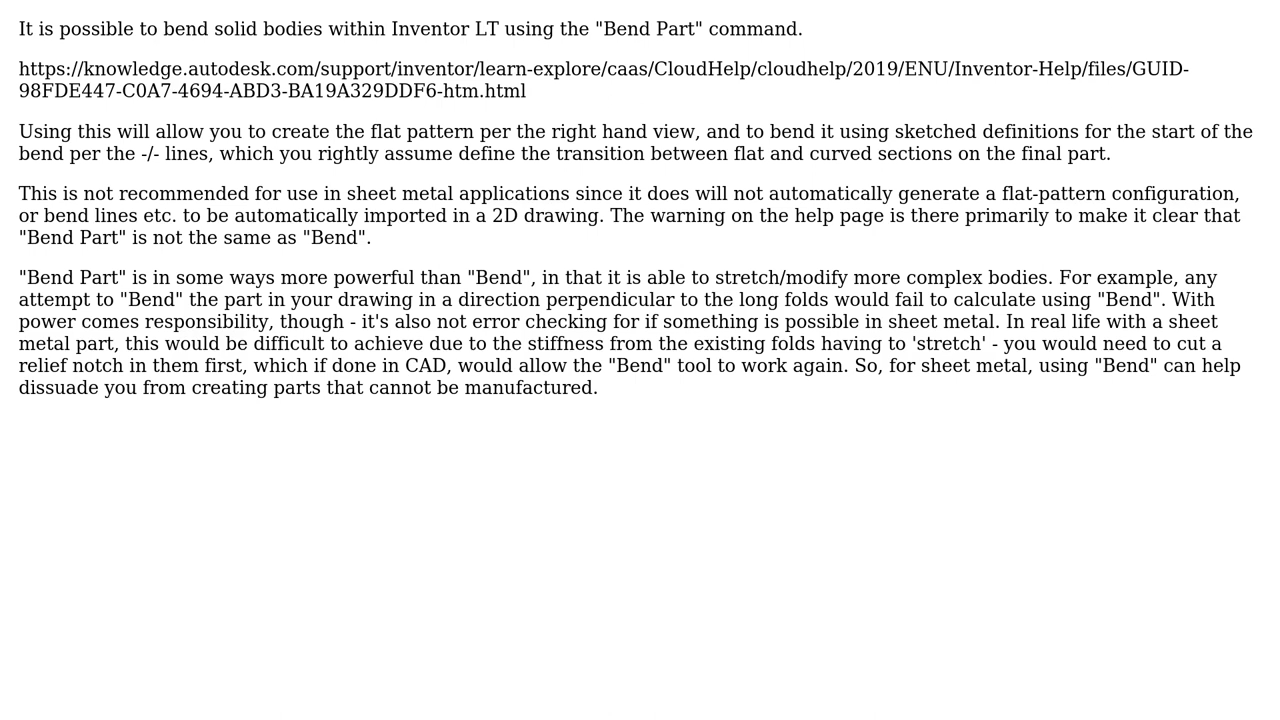 It is possible to bend solid bodies within Inventor LT using the "Bend Part" command.
https://knowledge.autodesk.com/support/inventor/learn-explore/caas/CloudHelp/cloudhelp/2019/ENU/Inventor-Help/files/GUID-
98FDE447-C0A7-4694-ABD3-BA19A329DDF6-htm.html
Using this will allow you to create the flat pattern per the right hand view, and to bend it using sketched definitions for the start of the
bend per the -/- lines, which you rightly assume define the transition between flat and curved sections on the final part.
This is not recommended for use in sheet metal applications since it does will not automatically generate a flat-pattern configuration,
or bend lines etc. to be automatically imported in a 2D drawing. The warning on the help page is there primarily to make it clear that
"Bend Part" is not the same as "Bend".
"Bend Part" is in some ways more powerful than "Bend", in that it is able to stretch/modify more complex bodies. For example, any
attempt to "Bend" the part in your drawing in a direction perpendicular to the long folds would fail to calculate using "Bend". With
power comes responsibility, though - it's also not error checking for if something is possible in sheet metal. In real life with a sheet
metal part, this would be difficult to achieve due to the stiffness from the existing folds having to 'stretch' - you would need to cut a
relief notch in them first, which if done in CAD, would allow the "Bend" tool to work again. So, for sheet metal, using "Bend" can help
dissuade you from creating parts that cannot be manufactured.